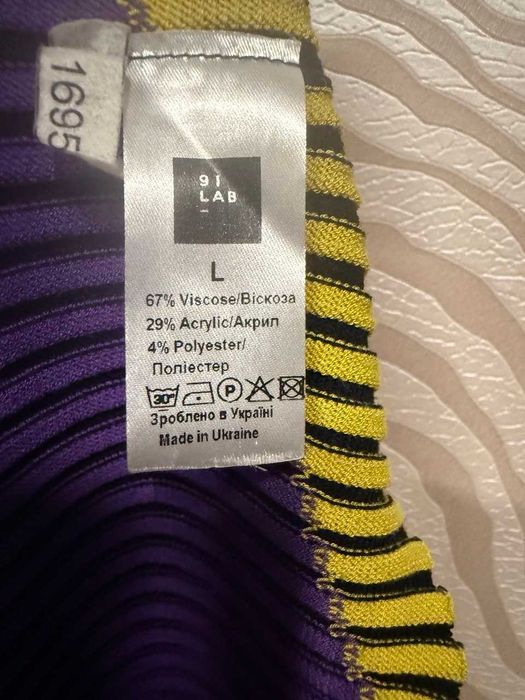 1695
91
LAB
L
67% Viscose/Віскоза
29% Acrylic/Акрил
4% Polyester/
Поліестер
30°
P
Зроблено в Україні
Made in Ukraine